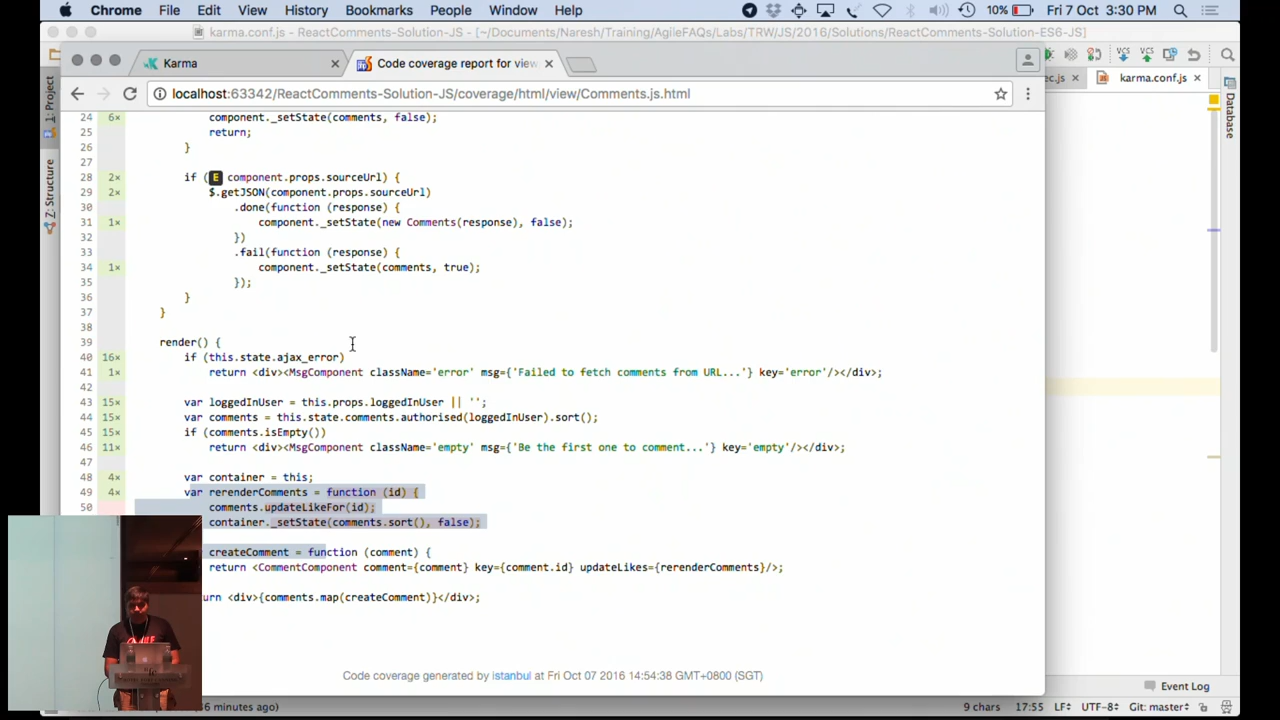 Chrome File Edit View History Bookmarks People Window Help 10% Fri 7 Oct 3:30 PM
karma.conf.js - ReactComments-Solution-JS - [~/Documents/Naresh/Training/AgileFAQs/Labs/TRW/JS/2016/Solutions/ReactComments-Solution-ES6-JS]
Karma × Code coverage report for view ×
ec.js × karma.conf.js ×
VCS VCS
localhost:63342/ReactComments-Solution-JS/coverage/html/view/Comments.js.html
1: Project
Z: Structure
Database
24 6× component._setState(comments, false);
25 return;
26 }
27
28 2× if (E component.props.sourceUrl) {
29 2× $.getJSON(component.props.sourceUrl)
30 .done(function (response) {
31 1× component._setState(new Comments(response), false);
32 })
33 .fail(function (response) {
34 1× component._setState(comments, true);
35 });
36 }
37 }
38
39 render() {
40 16× if (this.state.ajax_error)
41 1× return <div><MsgComponent className='error' msg={'Failed to fetch comments from URL...'} key='error'/></div>;
42
43 15× var loggedInUser = this.props.loggedInUser || '';
44 15× var comments = this.state.comments.authorised(loggedInUser).sort();
45 15× if (comments.isEmpty())
46 11× return <div><MsgComponent className='empty' msg={'Be the first one to comment...'} key='empty'/></div>;
47
48 4× var container = this;
49 4× var rerenderComments = function (id) {
50 comments.updateLikeFor(id);
container._setState(comments.sort(), false);
createComment = function (comment) {
return <CommentComponent comment={comment} key={comment.id} updateLikes={rerenderComments}/>;
urn <div>{comments.map(createComment)}</div>;
Code coverage generated by istanbul at Fri Oct 07 2016 14:54:38 GMT+0800 (SGT)
Event Log
6 minutes ago) 9 chars 17:55 LF÷ UTF-8÷ Git: master÷